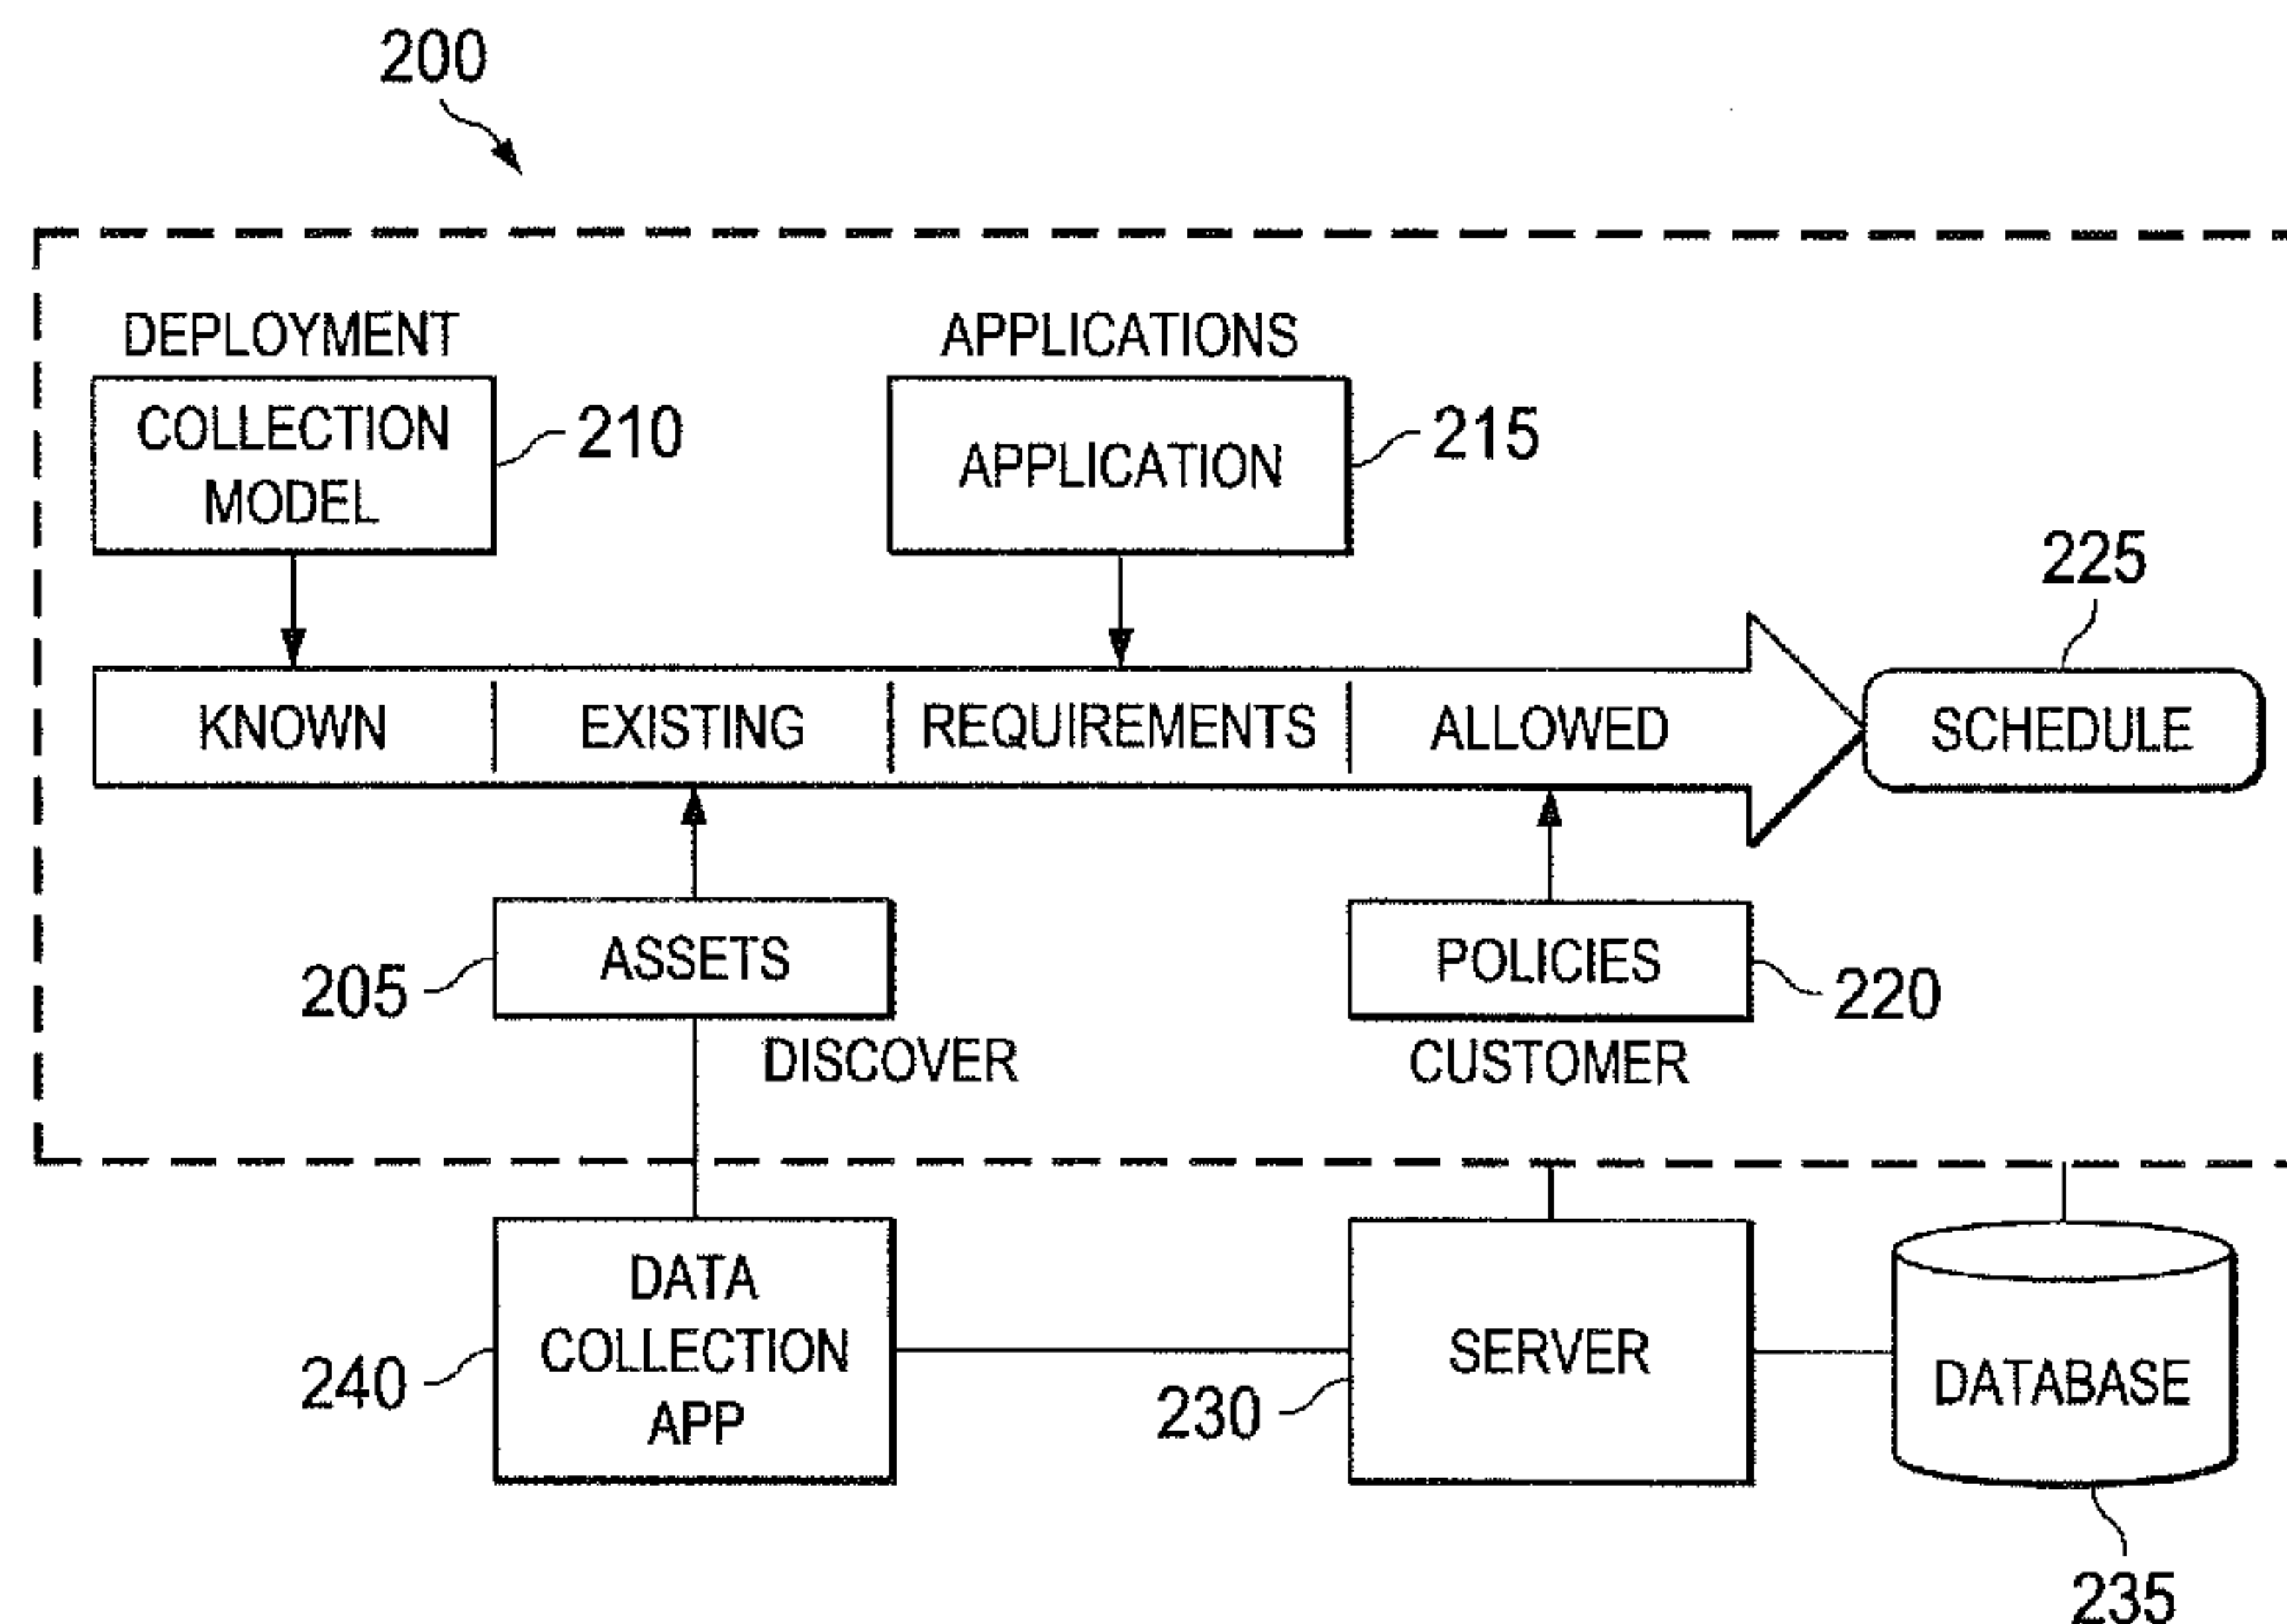 200
DEPLOYMENT
APPLICATIONS
COLLECTION
MODEL
210
APPLICATION
215
225
KNOWN
EXISTING
REQUIREMENTS
ALLOWED
SCHEDULE
205
ASSETS
POLICIES
220
DISCOVER
CUSTOMER
DATA
COLLECTION
APP
240
SERVER
230
DATABASE
235